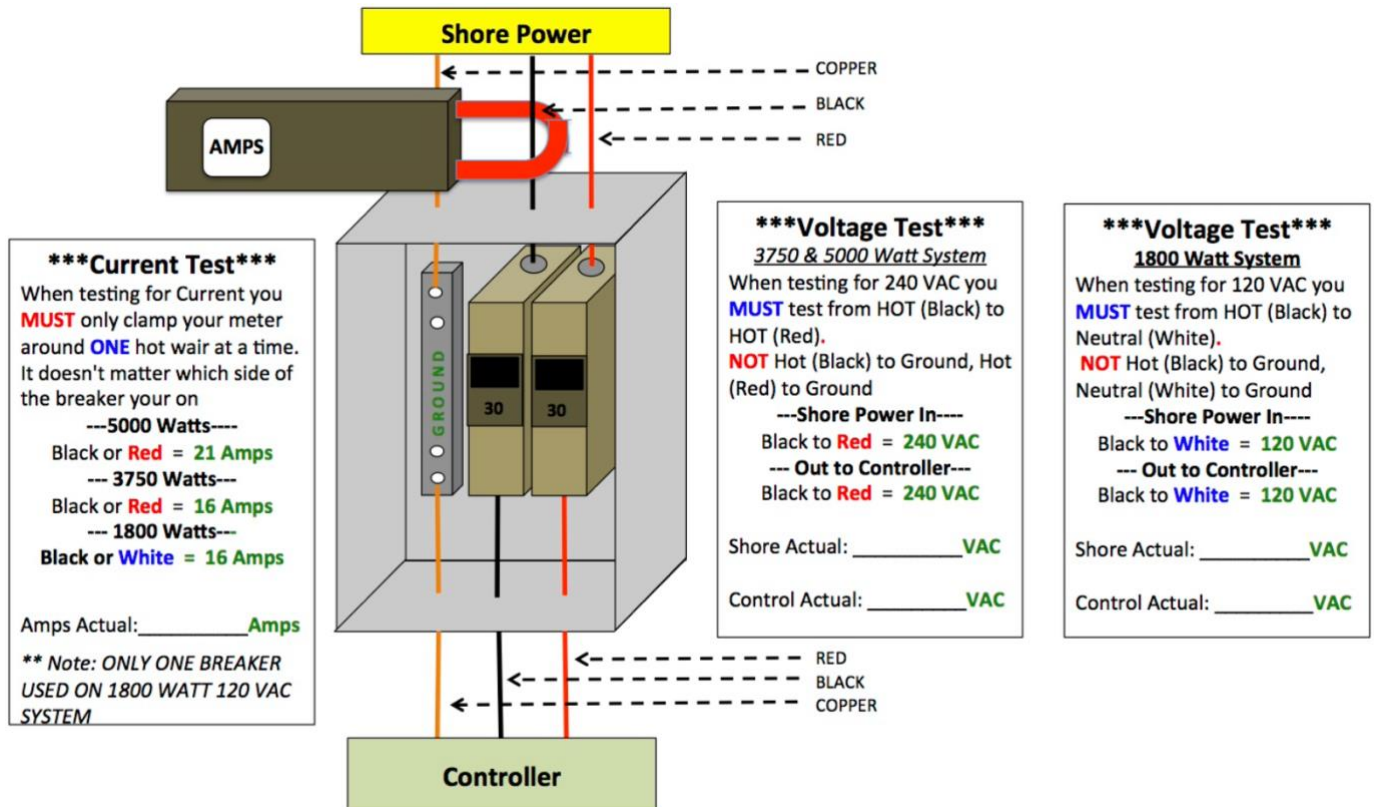 Shore Power
COPPER
BLACK
RED
AMPS
***Current Test***
When testing for Current you
MUST only clamp your meter
around ONE hot wair at a time.
It doesn't matter which side of
the breaker your on
---5000 Watts----
Black or Red = 21 Amps
--- 3750 Watts---
Black or Red = 16 Amps
--- 1800 Watts---
Black or White = 16 Amps
Amps Actual:__________Amps
** Note: ONLY ONE BREAKER
USED ON 1800 WATT 120 VAC
SYSTEM
GROUND
30
30
***Voltage Test***
3750 & 5000 Watt System
When testing for 240 VAC you
MUST test from HOT (Black) to
HOT (Red).
NOT Hot (Black) to Ground, Hot
(Red) to Ground
---Shore Power In----
Black to Red = 240 VAC
--- Out to Controller---
Black to Red = 240 VAC
Shore Actual: __________VAC
Control Actual: _________VAC
***Voltage Test***
1800 Watt System
When testing for 120 VAC you
MUST test from HOT (Black) to
Neutral (White).
NOT Hot (Black) to Ground,
Neutral (White) to Ground
---Shore Power In----
Black to White = 120 VAC
--- Out to Controller---
Black to White = 120 VAC
Shore Actual: __________VAC
Control Actual: __________VAC
RED
BLACK
COPPER
Controller